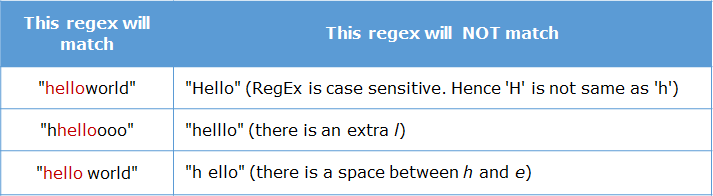 This regex will match
This regex will NOT match
"helloworld"
"Hello" (RegEx is case sensitive. Hence 'H' is not same as 'h')
"hhelloooo"
"helllo" (there is an extra l)
"hello world"
"h ello" (there is a space between h and e)